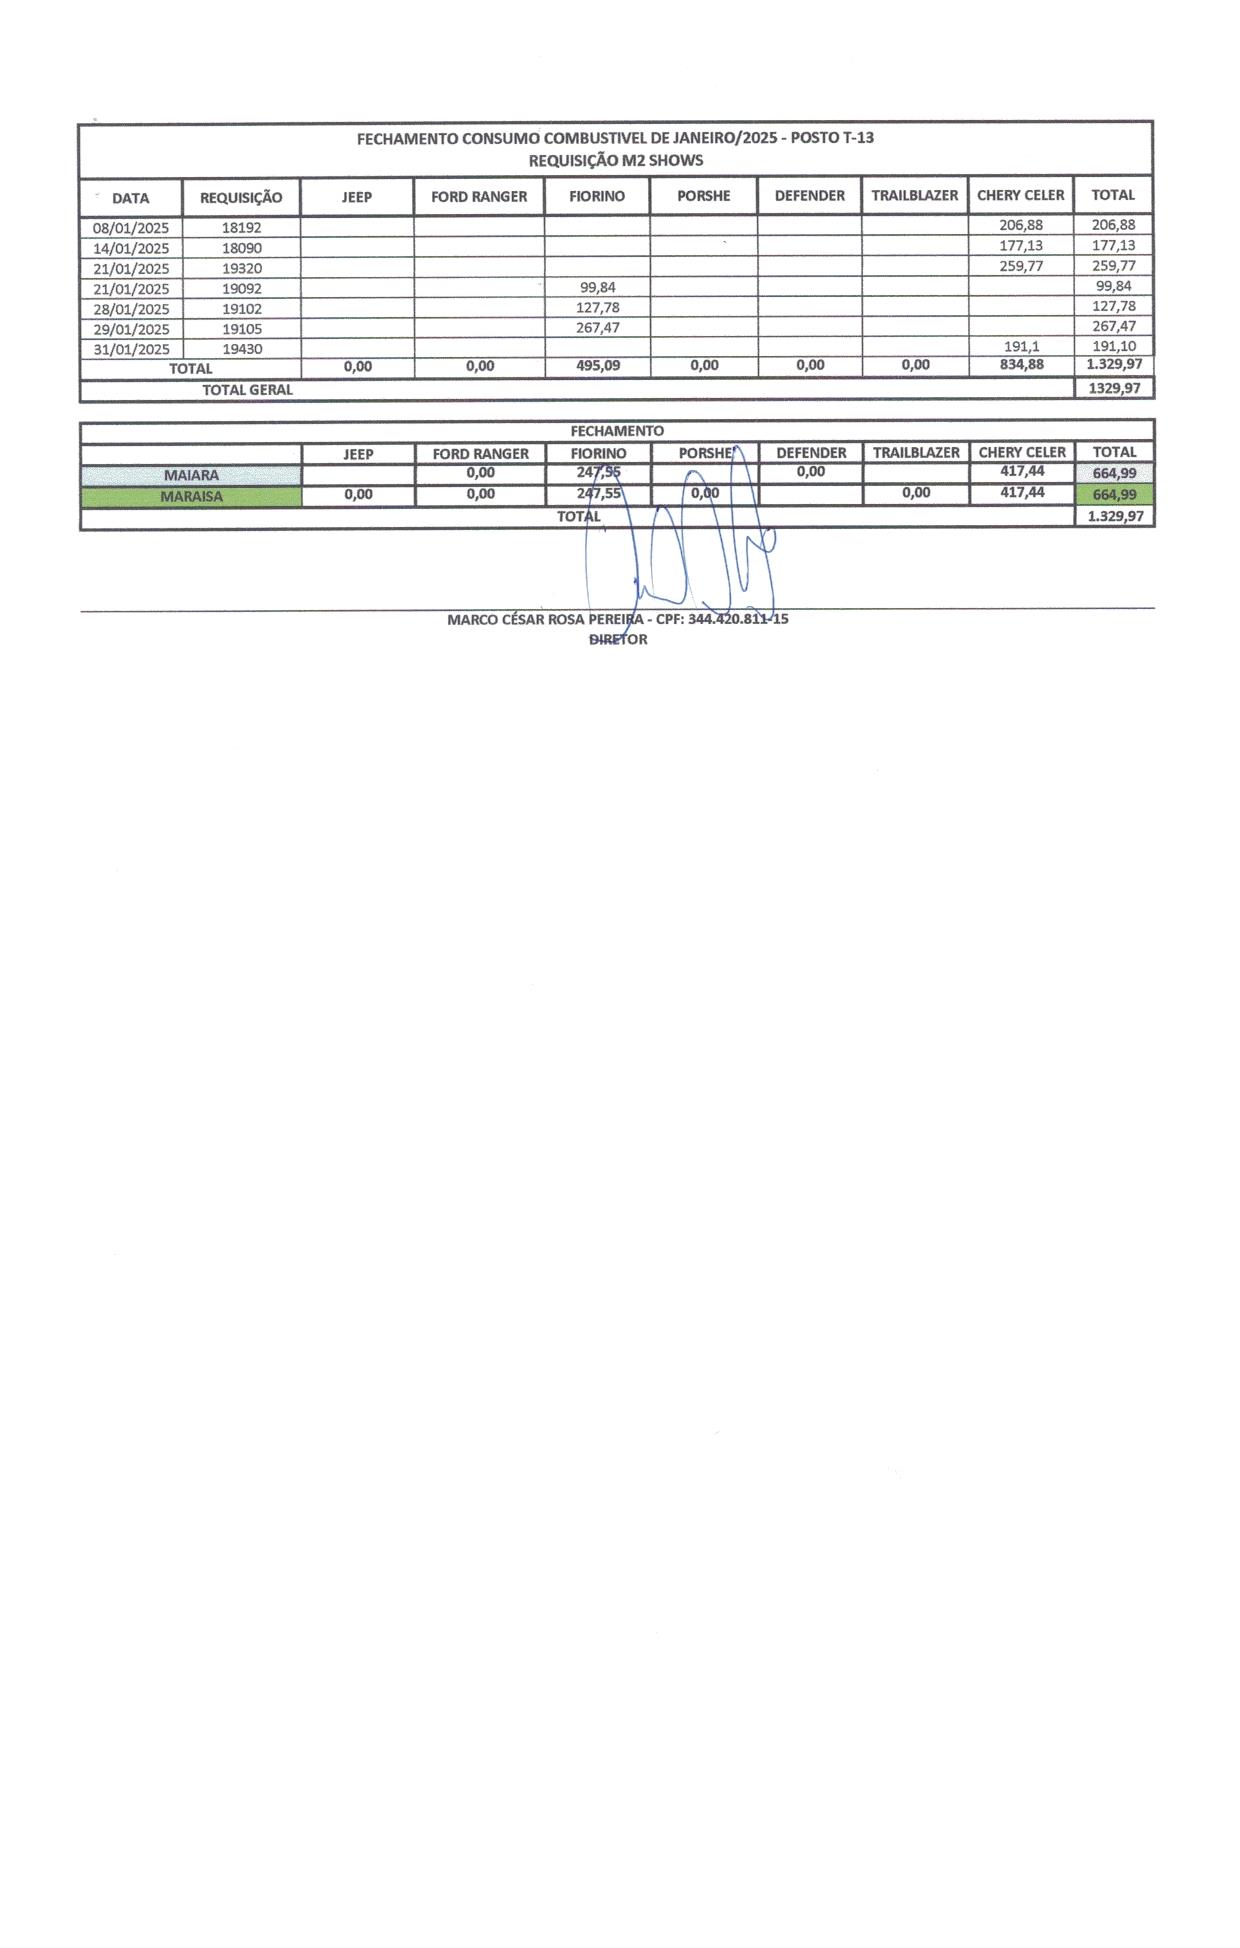 FECHAMENTO CONSUMO COMBUSTIVEL DE JANEIRO/2025 - POSTO T-13
REQUISIÇÃO M2 SHOWS
DATA REQUISIÇÃO JEEP FORD RANGER FIORINO PORSHE DEFENDER TRAILBLAZER CHERY CELER TOTAL
08/01/2025 18192 206,88 206,88
14/01/2025 18090 177,13 177,13
21/01/2025 19320 259,77 259,77
21/01/2025 19092 99,84 99,84
28/01/2025 19102 127,78 127,78
29/01/2025 19105 267,47 267,47
31/01/2025 19430 191,1 191,10
TOTAL 0,00 0,00 495,09 0,00 0,00 0,00 834,88 1.329,97
TOTAL GERAL 1329,97
FECHAMENTO
JEEP FORD RANGER FIORINO PORSHE DEFENDER TRAILBLAZER CHERY CELER TOTAL
MAIARA 0,00 247,55 0,00 417,44 664,99
MARAISA 0,00 0,00 247,55 0,00 0,00 417,44 664,99
TOTAL 1.329,97
MARCO CÉSAR ROSA PEREIRA - CPF: 344.420.811-15
DIRETOR